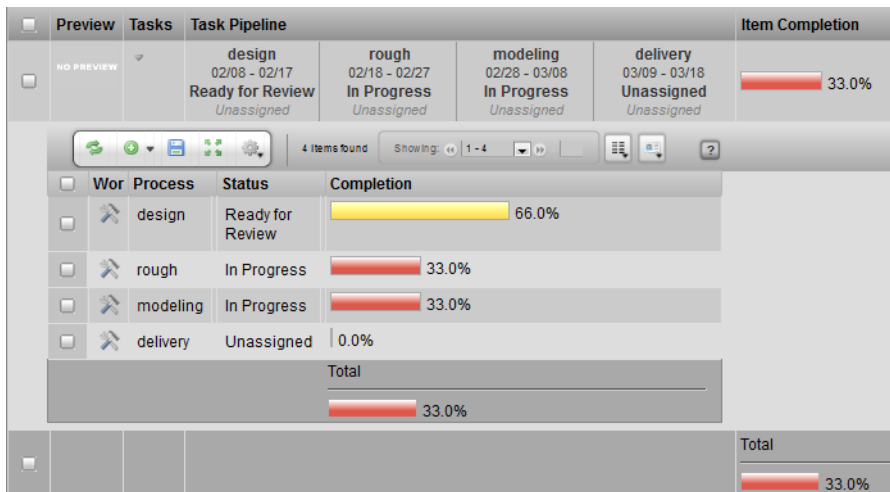 Preview Tasks Task Pipeline Item Completion
NO PREVIEW
design rough modeling delivery
02/08 - 02/17 02/18 - 02/27 02/28 - 03/08 03/09 - 03/18
Ready for Review In Progress In Progress Unassigned
Unassigned Unassigned Unassigned Unassigned
33.0%
4 items found Showing: 1 - 4 ?
Wor Process Status Completion
design Ready for Review 66.0%
rough In Progress 33.0%
modeling In Progress 33.0%
delivery Unassigned 0.0%
Total
33.0%
Total
33.0%